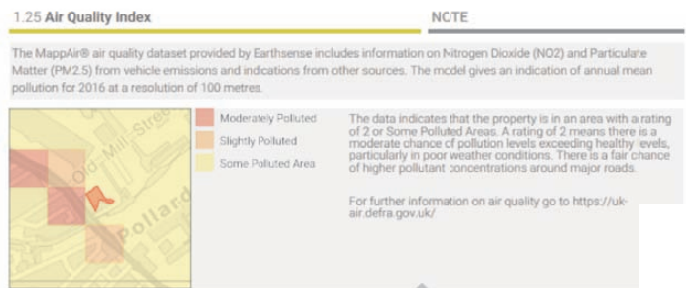 1.25 Air Quality Index
NOTE
The MappAir® air quality dataset provided by Earthsense includes information on Nitrogen Dioxide (NO2) and Particulate
Matter (PM2.5) from vehicle emissions and indcations from other sources. The model gives an indication of annual mean
pollution for 2016 at a resolution of 100 metres.
Old-Mill-Street
Pollard
Moderately Polluted
Slightly Polluted
Some Polluted Area
The data indicates that the property is in an area with a rating
of 2 or Some Polluted Areas. A rating of 2 means there is a
moderate chance of pollution levels exceeding healthy levels,
particularly in poor weather conditions. There is a fair chance
of higher pollutant concentrations around major roads.
For further information on air quality go to https://uk-
air.defra.gov.uk/